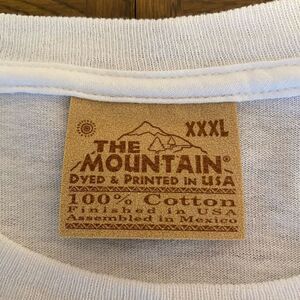 XXXL
THE
MOUNTAIN®
DYED & PRINTED IN USA
100% Cotton
Finished in USA
Assembled in Mexico